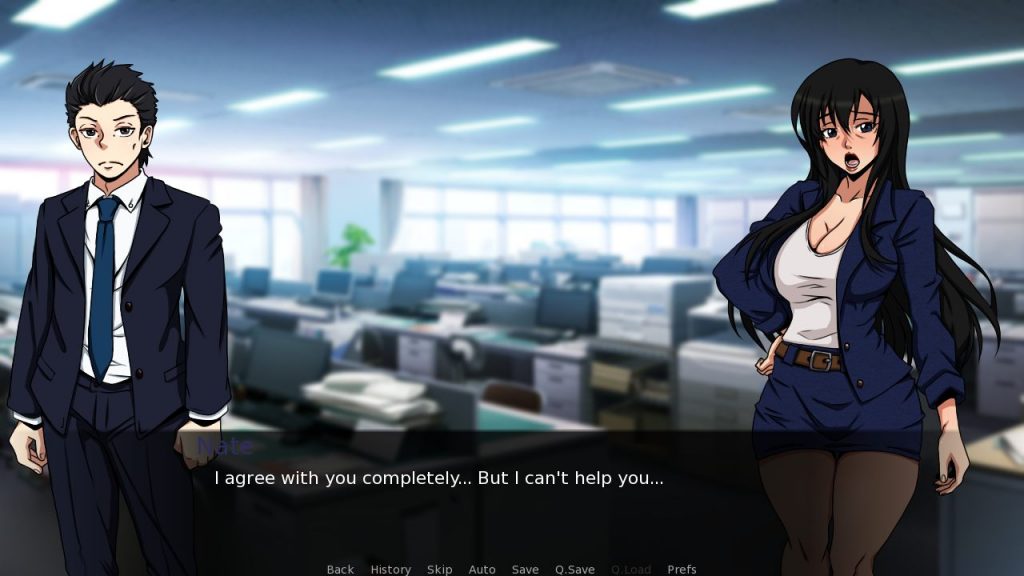 Nate
I agree with you completely... But I can't help you...
Back History Skip Auto Save Q.Save Q.Load Prefs